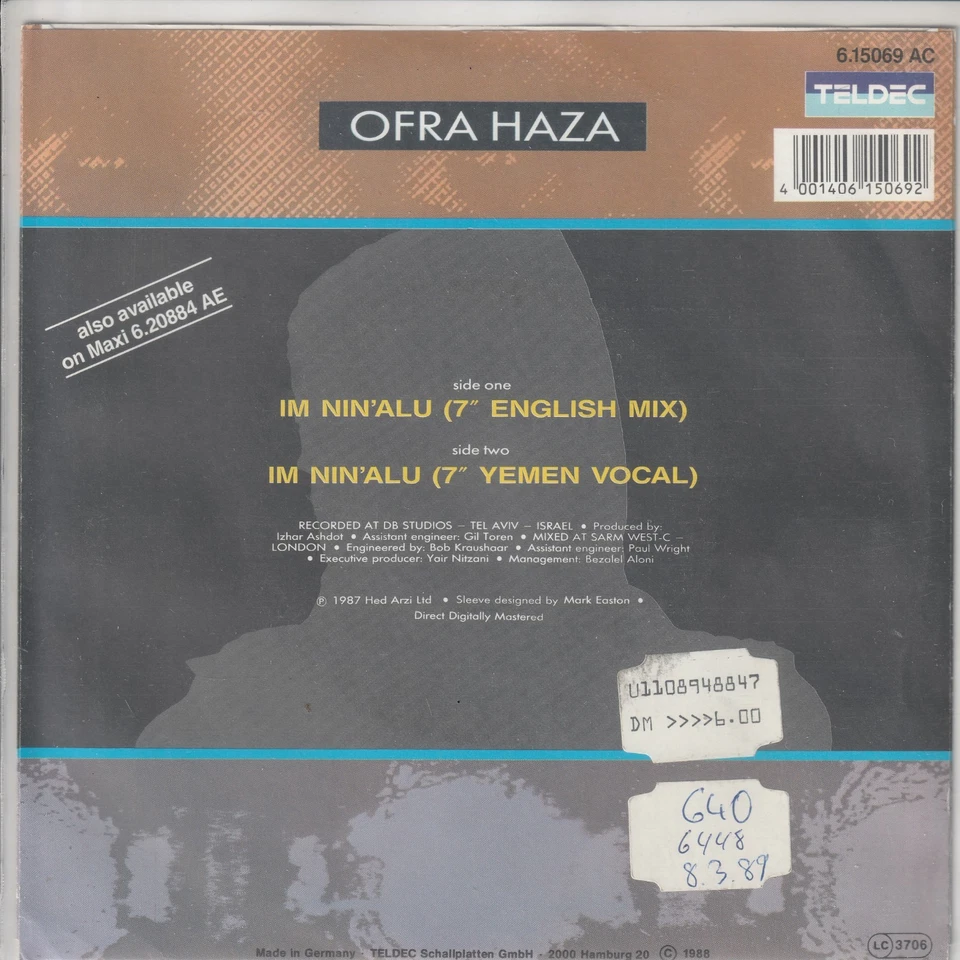 6.15069 AC
TELDEC
OFRA HAZA
4 001406 150692
also available
on Maxi 6.20884 AE
side one
IM NIN'ALU (7″ ENGLISH MIX)
side two
IM NIN'ALU (7″ YEMEN VOCAL)
RECORDED AT DB STUDIOS – TEL AVIV – ISRAEL • Produced by:
Izhar Ashdot • Assistant engineer: Gil Toren • MIXED AT SARM WEST-C –
LONDON • Engineered by: Bob Kraushaar • Assistant engineer: Paul Wright
• Executive producer: Yair Nitzani • Management: Bezalel Aloni
℗ 1987 Hed Arzi Ltd • Sleeve designed by Mark Easton •
Direct Digitally Mastered
U1108948847
DM >>>>6.00
640
6448
8.3.89
Made in Germany - TELDEC Schallplatten GmbH - 2000 Hamburg 20 © 1988
LC 3706